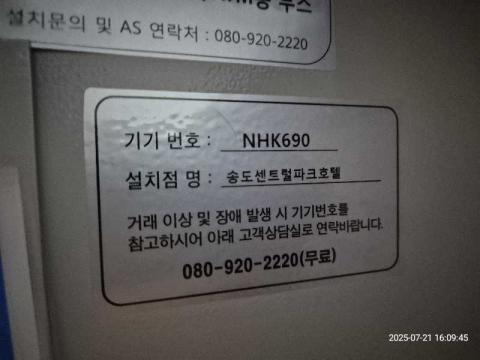 부스
설치문의 및 AS 연락처 : 080-920-2220
기기 번호 : NHK690
설치점 명 : 송도센트럴파크호텔
거래 이상 및 장애 발생 시 기기번호를
참고하시어 아래 고객상담실로 연락바랍니다.
080-920-2220(무료)
2025-07-21 16:09:45